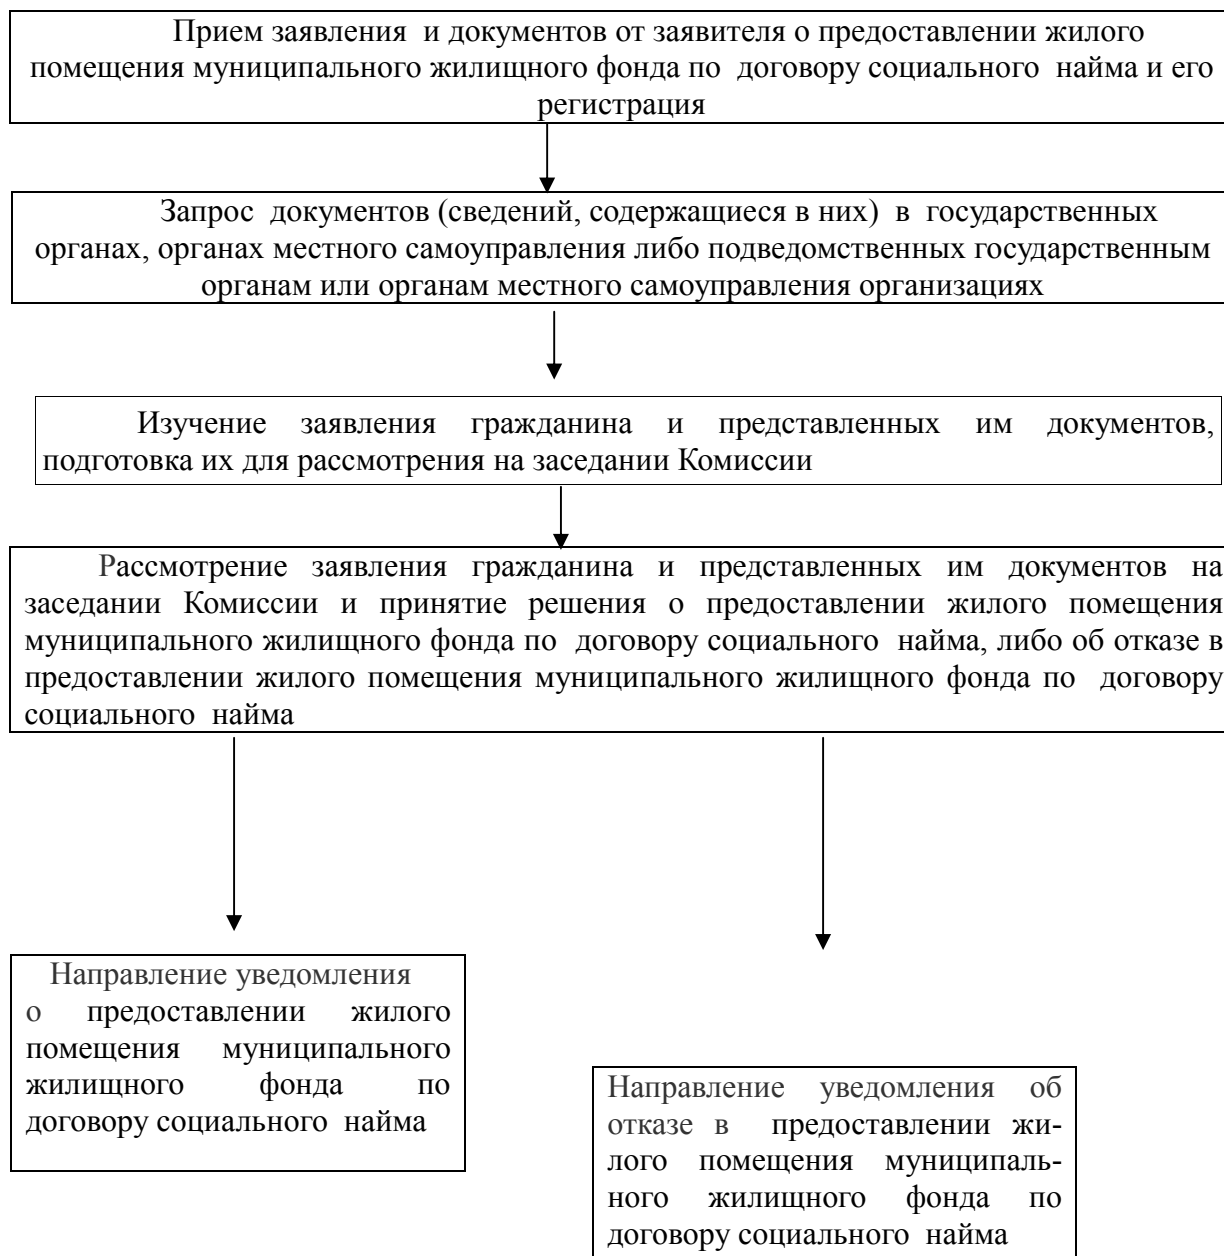 Прием заявления и документов от заявителя о предоставлении жилого
помещения муниципального жилищного фонда по договору социального найма и его
регистрация
Запрос документов (сведений, содержащиеся в них) в государственных
органах, органах местного самоуправления либо подведомственных государственным
органам или органам местного самоуправления организациях
Изучение заявления гражданина и представленных им документов,
подготовка их для рассмотрения на заседании Комиссии
Рассмотрение заявления гражданина и представленных им документов на
заседании Комиссии и принятие решения о предоставлении жилого помещения
муниципального жилищного фонда по договору социального найма, либо об отказе в
предоставлении жилого помещения муниципального жилищного фонда по договору
социального найма
Направление уведомления
о предоставлении жилого
помещения муниципального
жилищного фонда по
договору социального найма
Направление уведомления об
отказе в предоставлении жи-
лого помещения муниципаль-
ного жилищного фонда по
договору социального найма